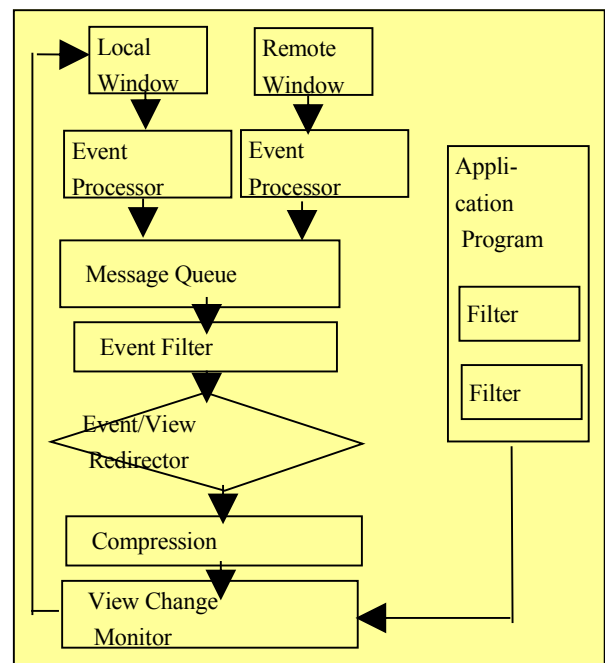 Local
Window
Remote
Window
Event
Processor
Event
Processor
Appli-
cation
Program
Message Queue
Filter
Event Filter
Filter
Event/View
Redirector
Compression
View Change
Monitor